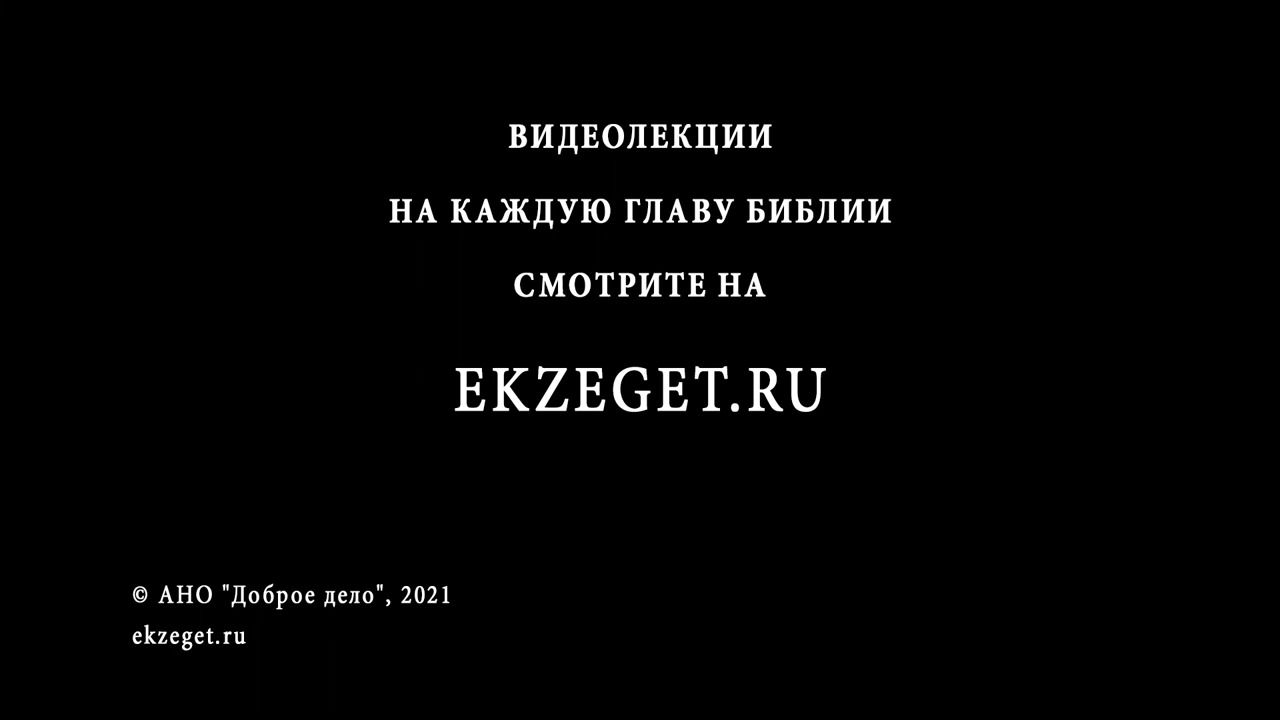 ВИДЕОЛЕКЦИИ
НА КАЖДУЮ ГЛАВУ БИБЛИИ
СМОТРИТЕ НА
EKZEGET.RU
© АНО "Доброе дело", 2021
ekzeget.ru